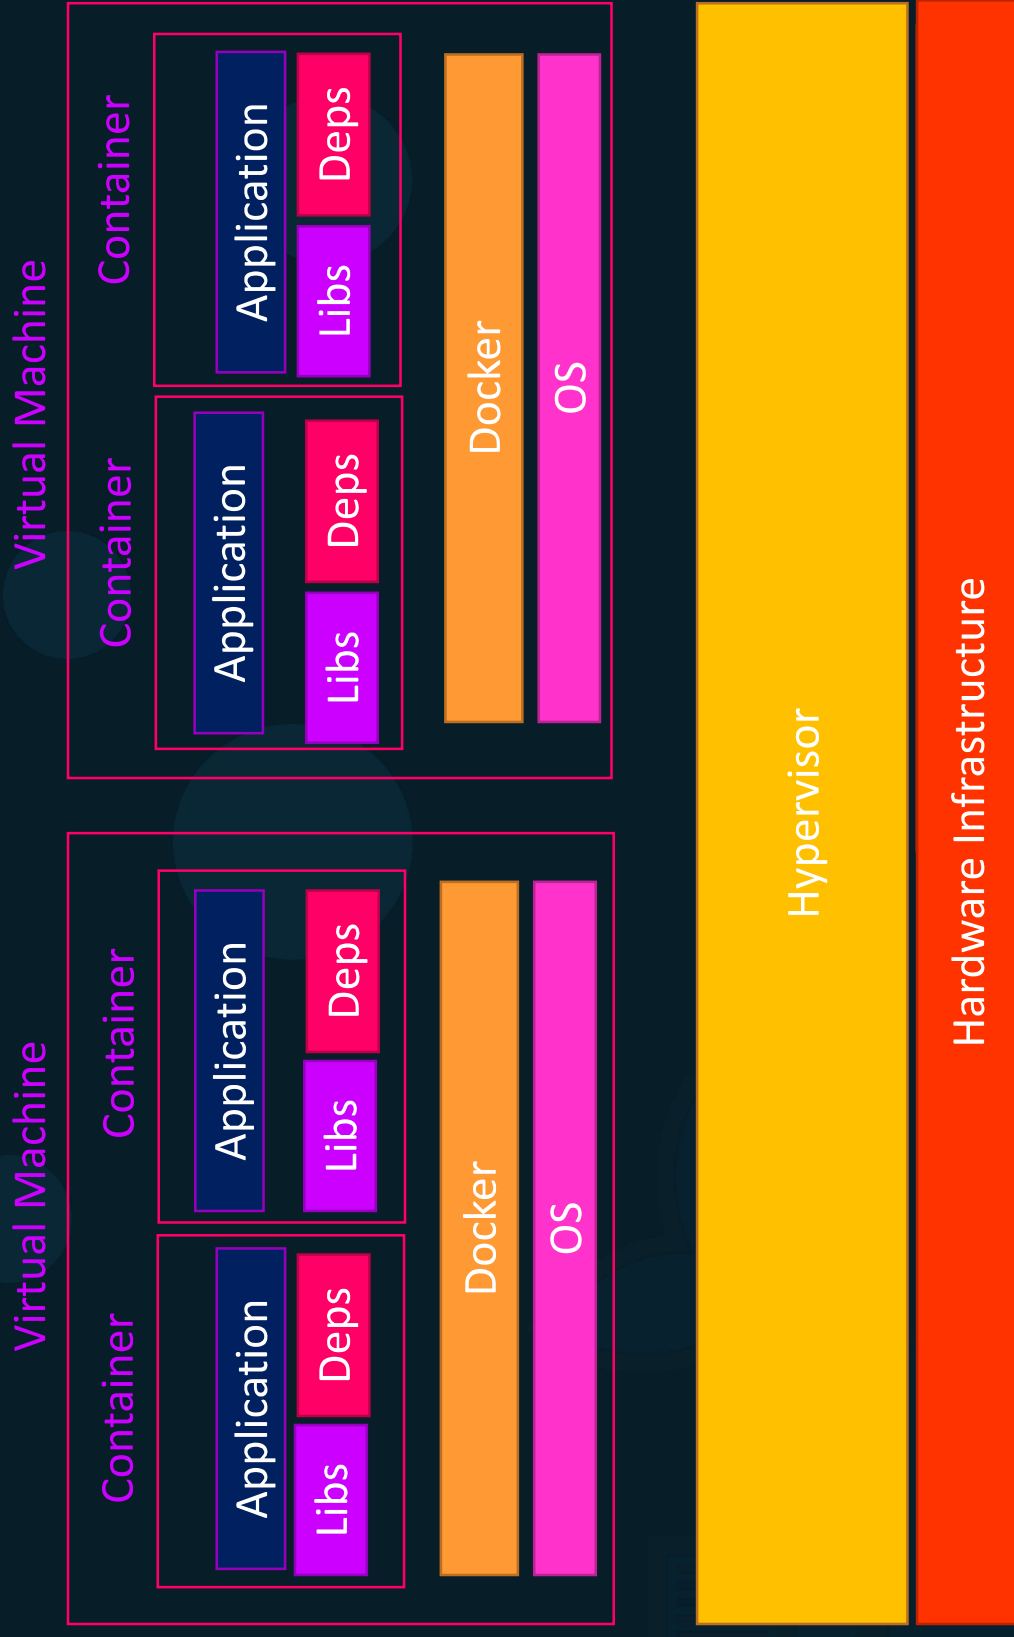 Virtual Machine
Container
Application
Libs
Deps
Container
Application
Libs
Deps
Docker
OS
Virtual Machine
Container
Application
Libs
Deps
Container
Application
Libs
Deps
Docker
OS
Hypervisor
Hardware Infrastructure